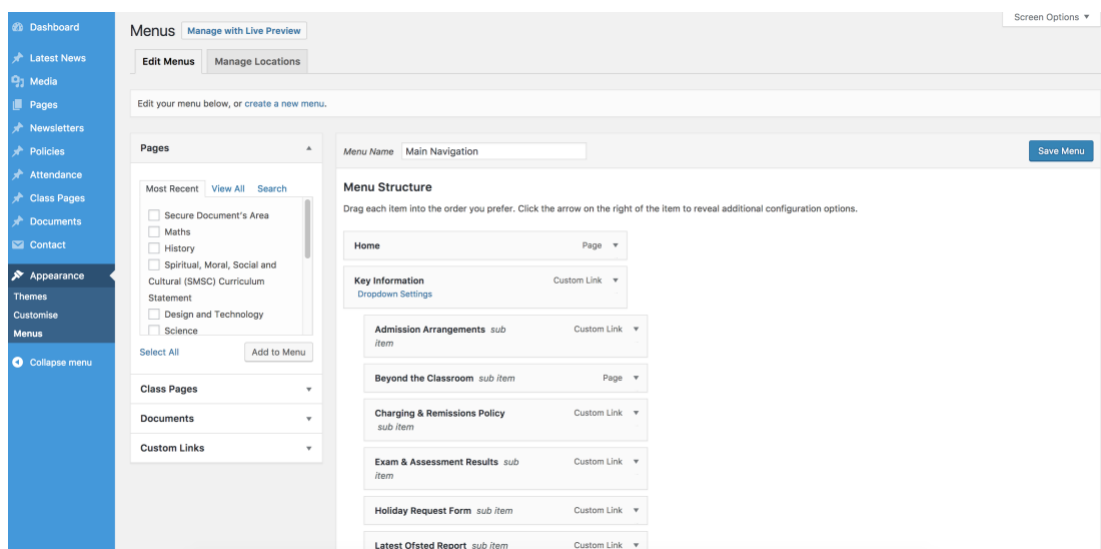 Dashboard
Latest News
Media
Pages
Newsletters
Policies
Attendance
Class Pages
Documents
Contact
Appearance
Themes
Customise
Menus
Collapse menu
Screen Options
Menus Manage with Live Preview
Edit Menus Manage Locations
Edit your menu below, or create a new menu.
Pages
Most Recent View All Search
Secure Document's Area
Maths
History
Spiritual, Moral, Social and
Cultural (SMSC) Curriculum
Statement
Design and Technology
Science
Select All Add to Menu
Class Pages
Documents
Custom Links
Menu Name Main Navigation Save Menu
Menu Structure
Drag each item into the order you prefer. Click the arrow on the right of the item to reveal additional configuration options.
Home Page
Key Information Custom Link
Dropdown Settings
Admission Arrangements sub Custom Link
item
Beyond the Classroom sub item Page
Charging & Remissions Policy Custom Link
sub item
Exam & Assessment Results sub Custom Link
item
Holiday Request Form sub item Custom Link
Latest Ofsted Report sub item Custom Link